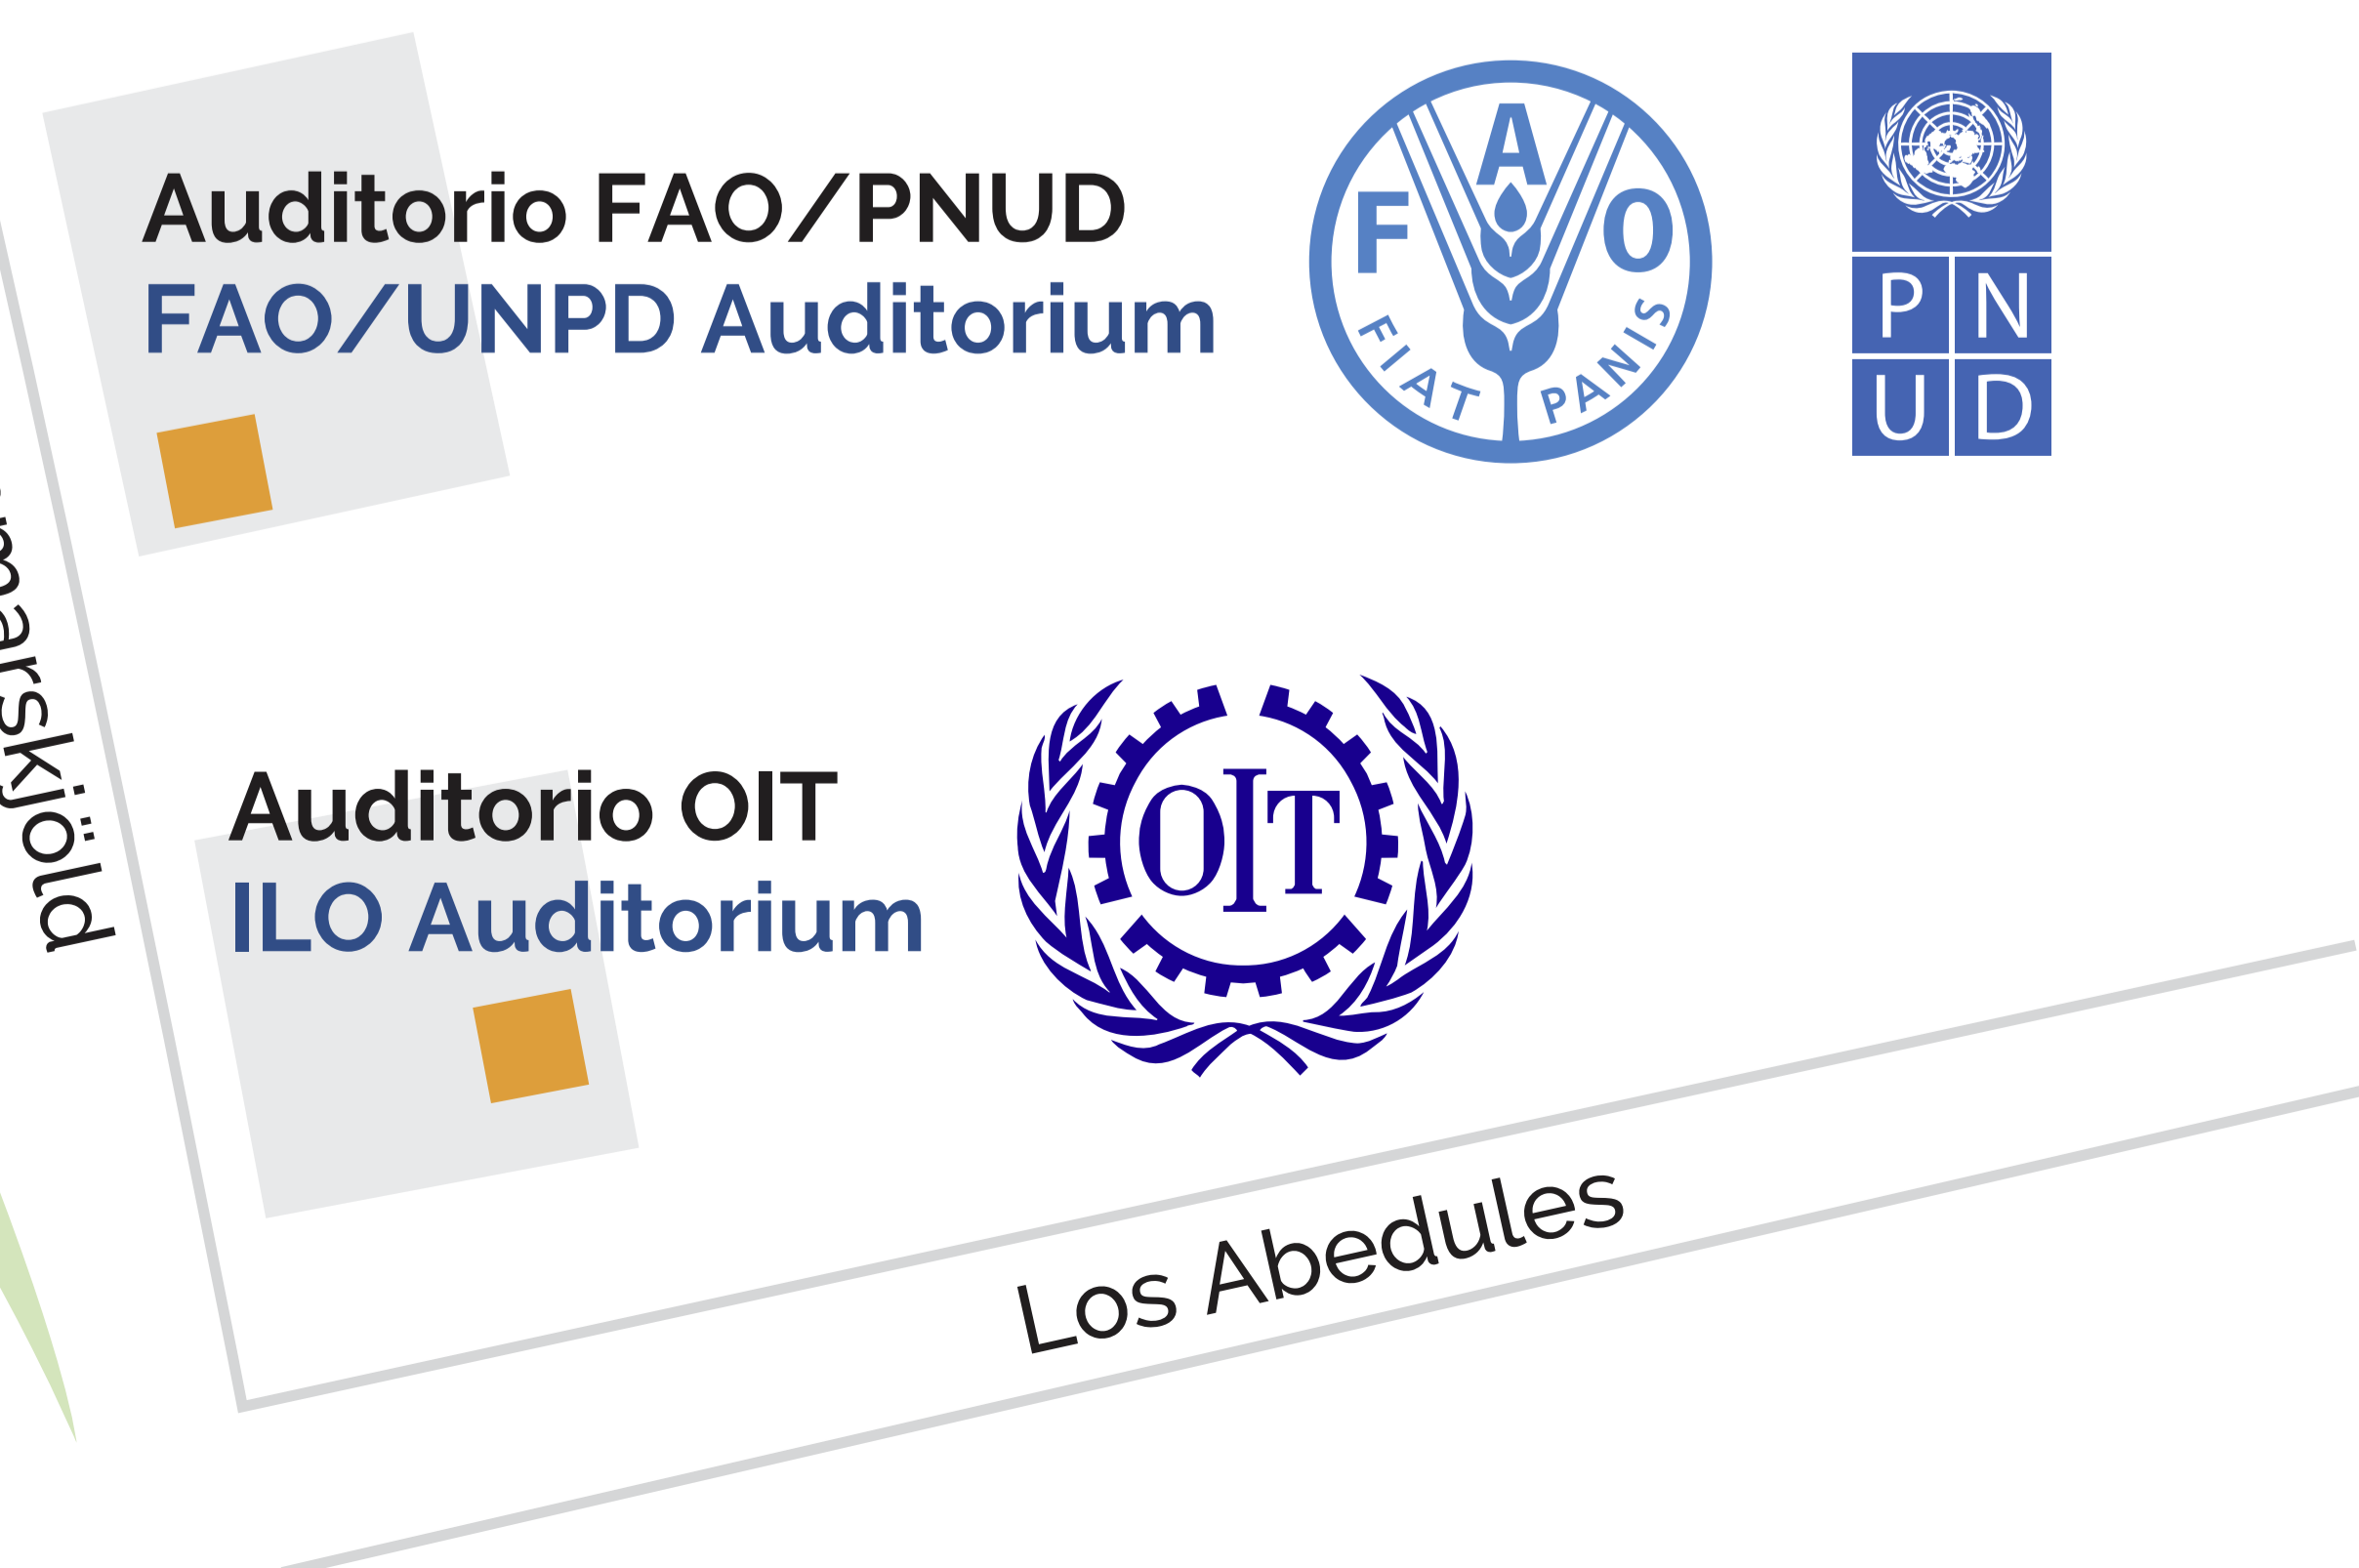 Auditorio FAO/PNUD
FAO/UNPD Auditorium
F A O
FIAT PANIS
P N
U D
Auditorio OIT
ILO Auditorium
OIT
Los Abedules